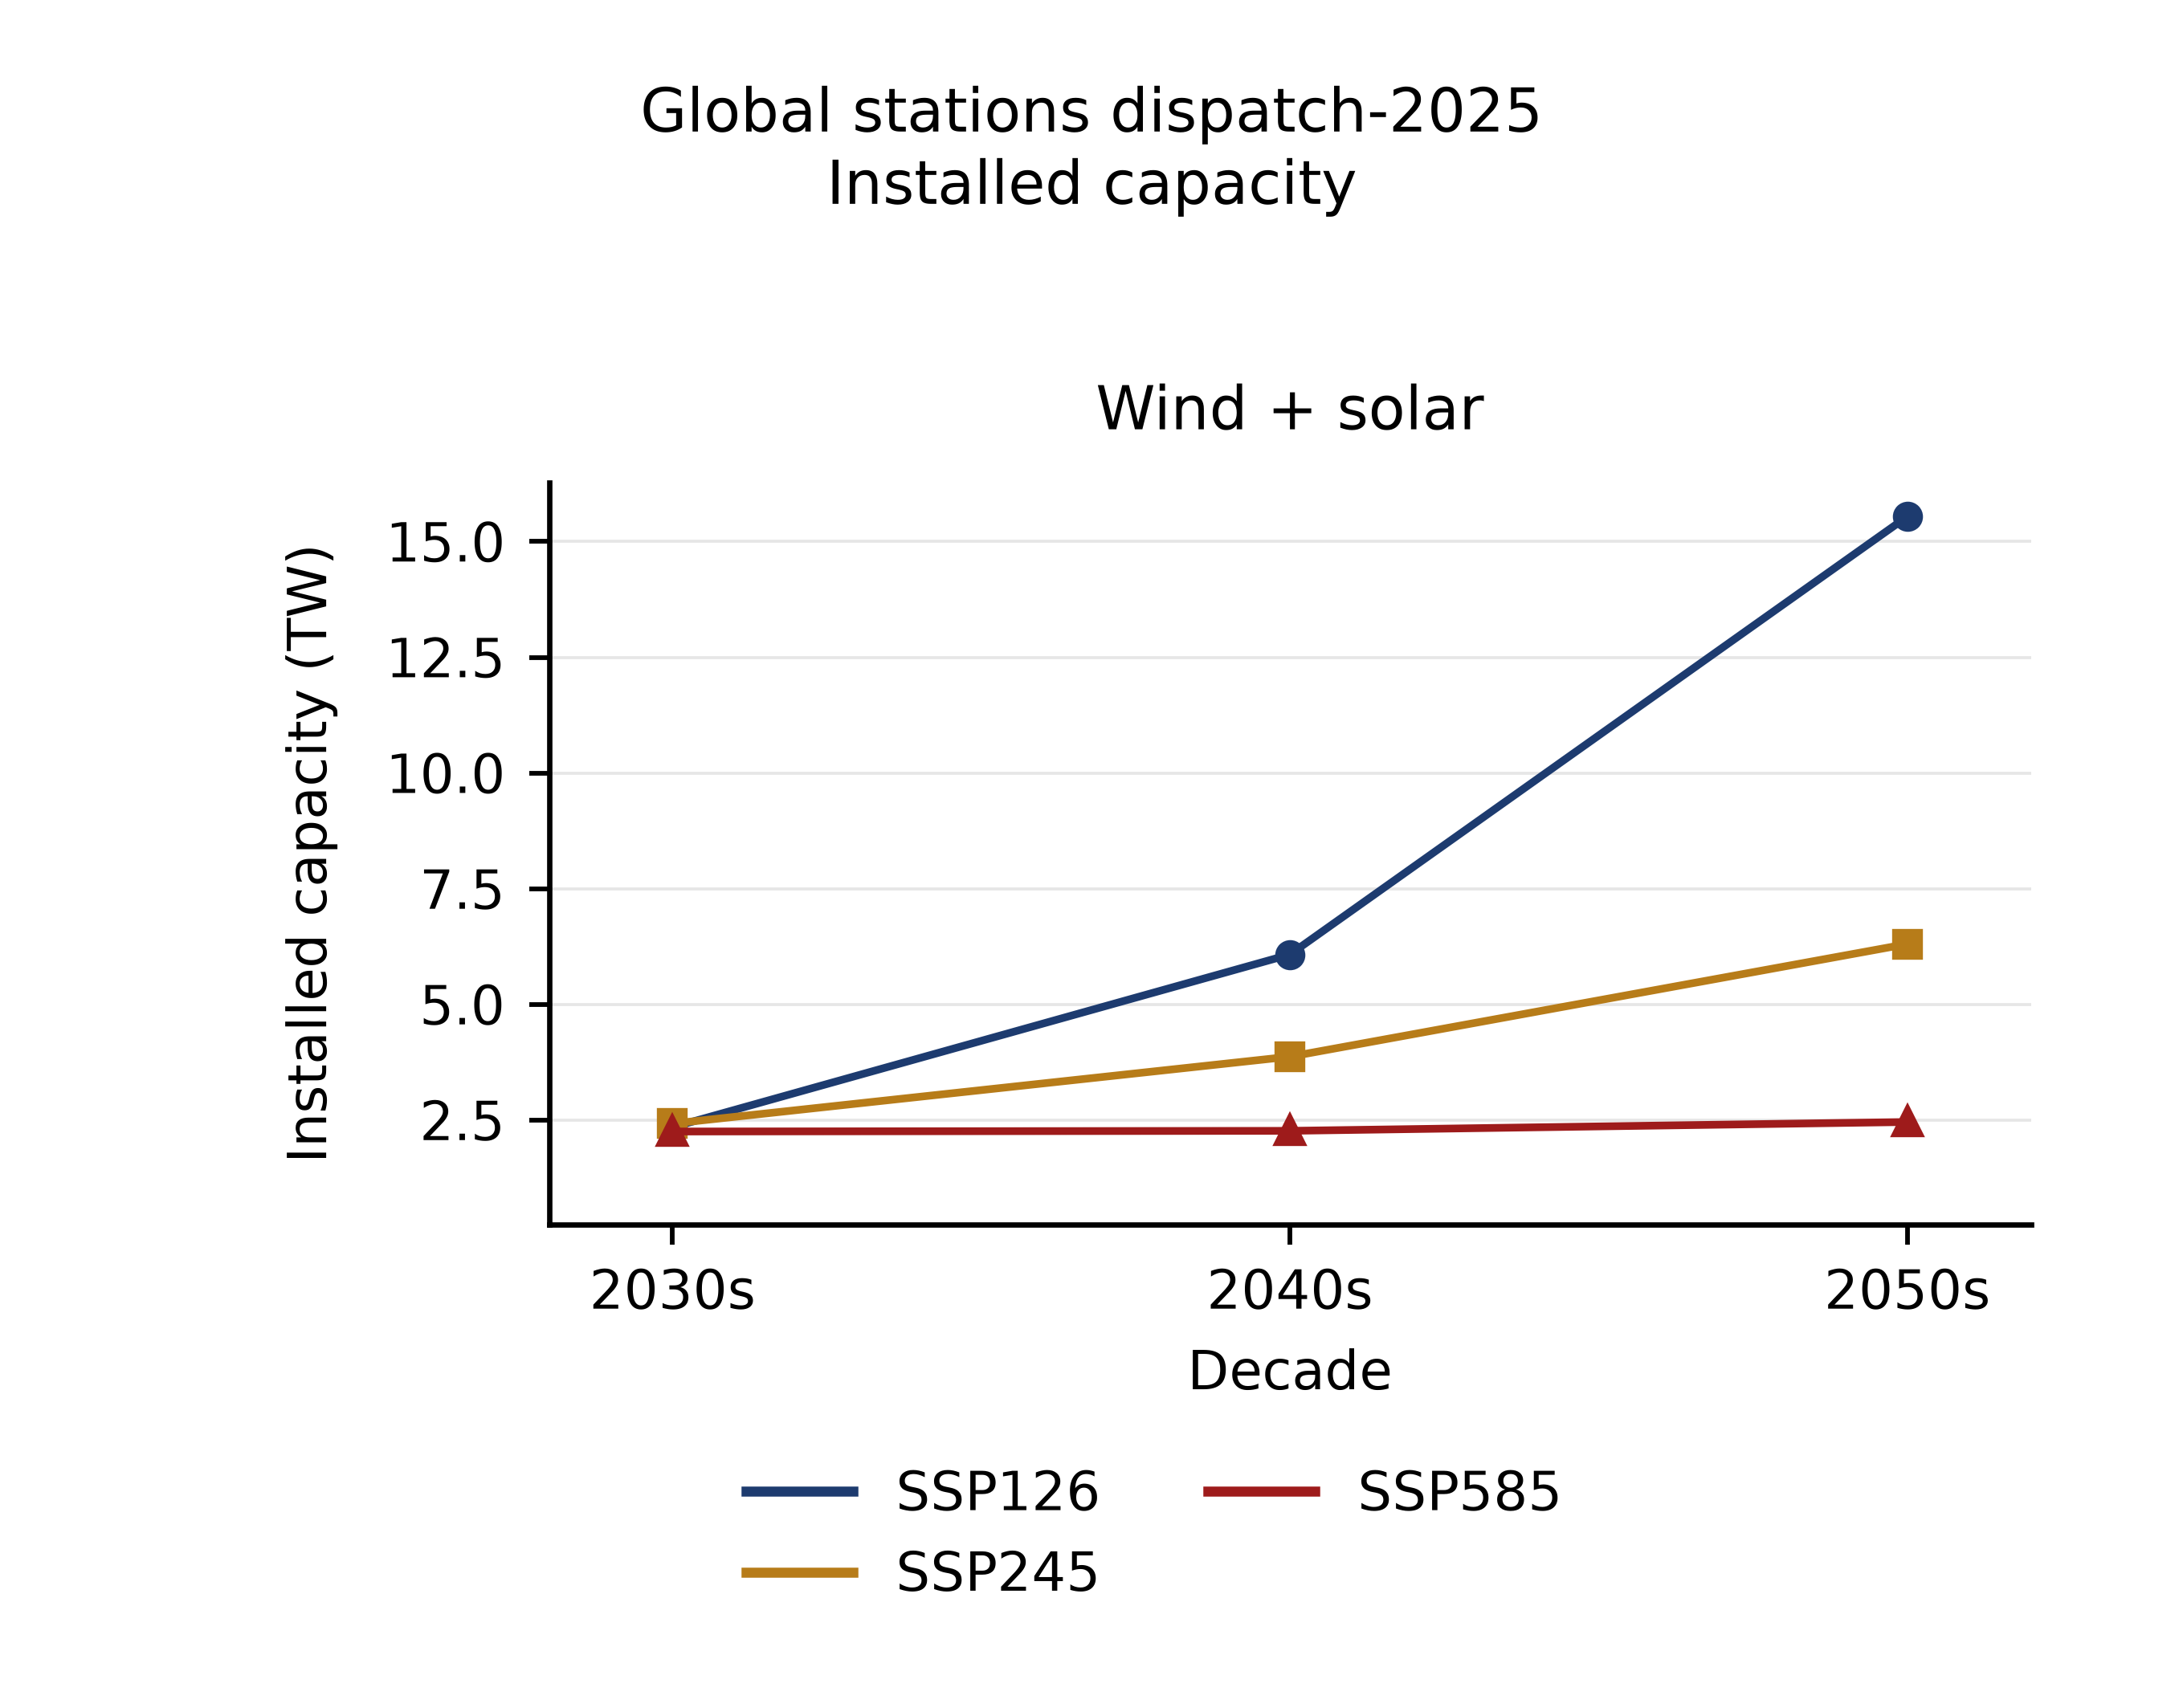 Global stations dispatch-2025
Installed capacity
Wind + solar
Installed capacity (TW)
15.0
12.5
10.0
7.5
5.0
2.5
2030s
2040s
2050s
Decade
SSP126
SSP245
SSP585